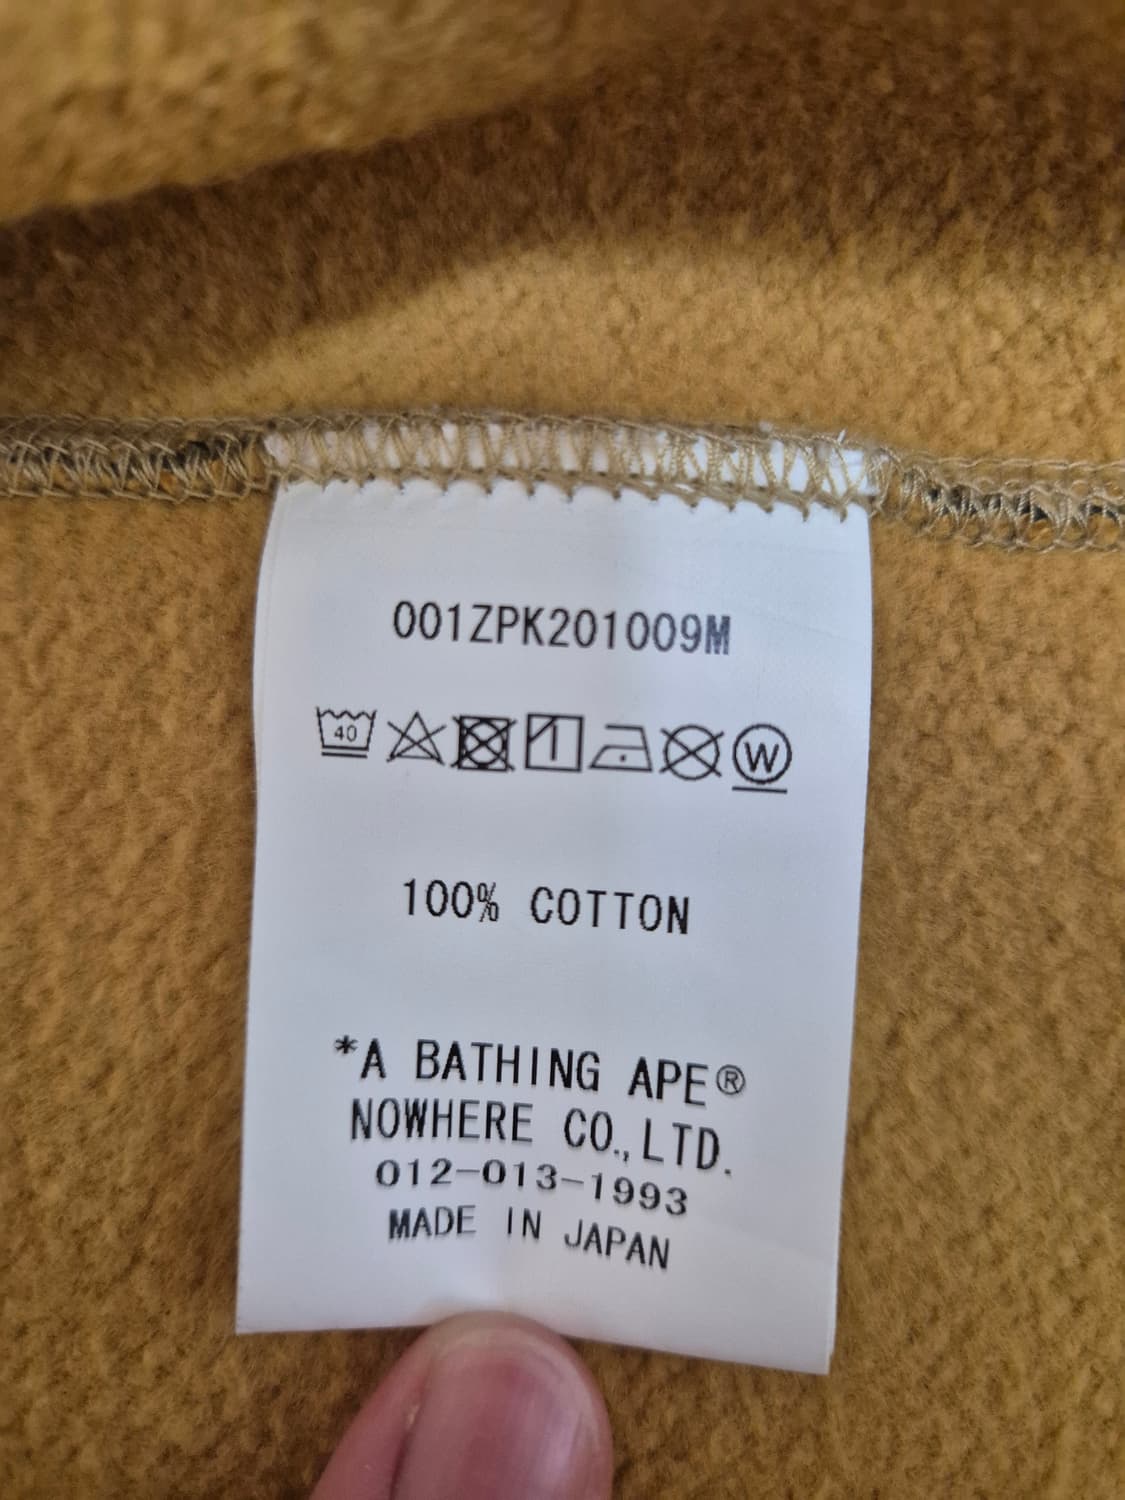 001ZPK201009M
40 W
100% COTTON
*A BATHING APE®
NOWHERE CO.,LTD.
012-013-1993
MADE IN JAPAN